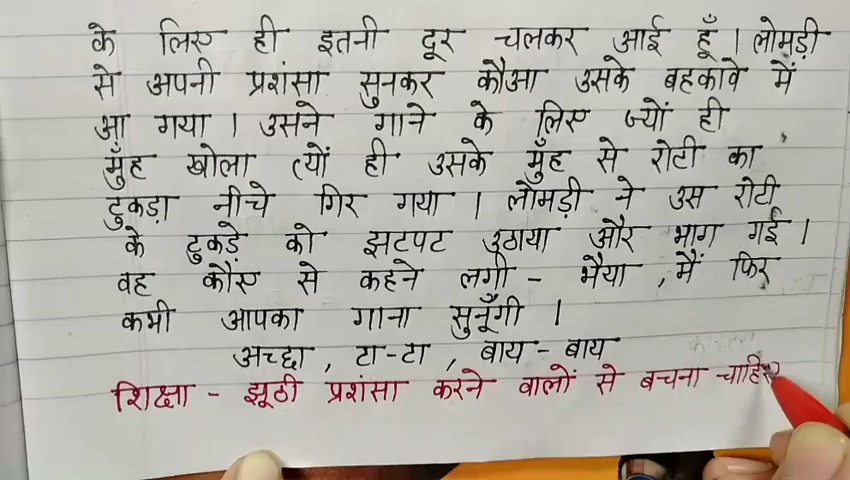 के लिए ही इतनी दूर चलकर आई हूँ । लोमड़ी
से अपनी प्रशंसा सुनकर कौआ उसके बहकावे में
आ गया । उसने गाने के लिए ज्यों ही
मुँह खोला त्यों ही उसके मुँह से रोटी का
टुकड़ा नीचे गिर गया । लोमड़ी ने उस रोटी
के टुकड़े को झटपट उठाया और भाग गई ।
वह कौए से कहने लगी - भैया , मैं फिर
कभी आपका गाना सुनूँगी ।
अच्छा , टा-टा , बाय-बाय
शिक्षा - झूठी प्रशंसा करने वालों से बचना चाहिए